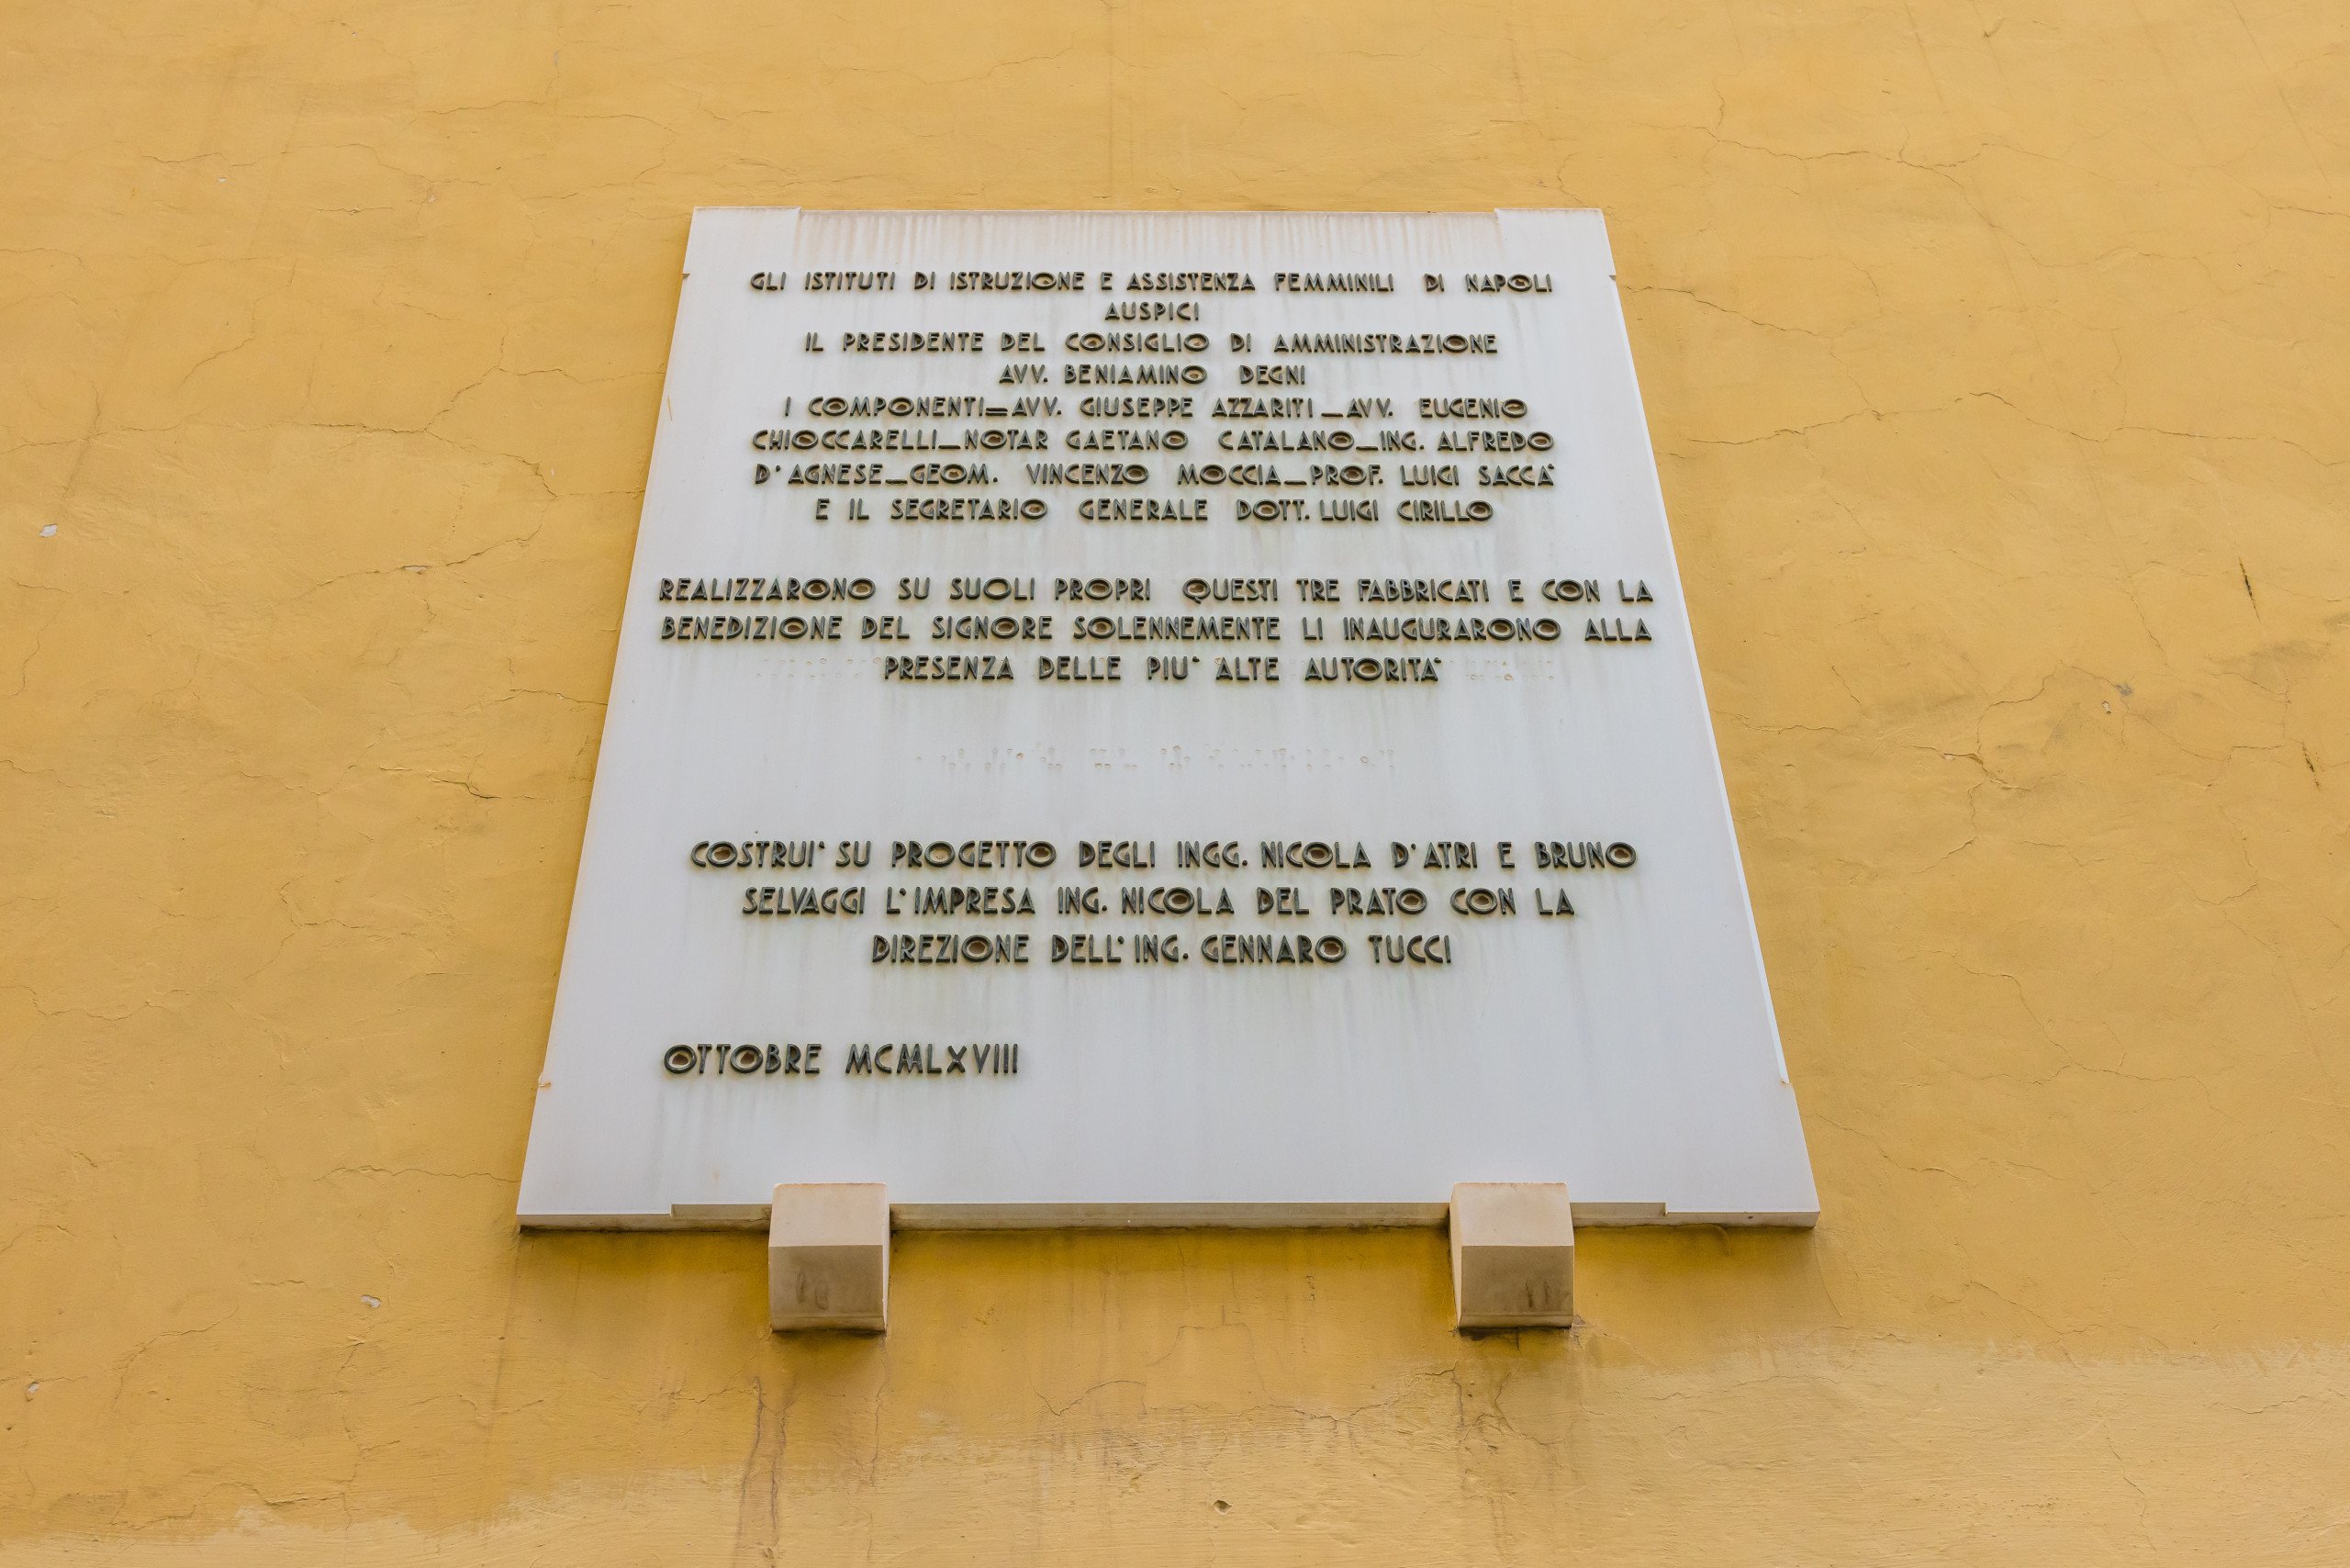 GLI ISTITUTI DI ISTRUZIONE E ASSISTENZA FEMMINILI DI NAPOLI
AUSPICI
IL PRESIDENTE DEL CONSIGLIO DI AMMINISTRAZIONE
AVV. BENIAMINO DEGNI
I COMPONENTI=AVV. GIUSEPPE AZZARITI_AVV. EUGENIO
CHIOCCARELLI_NOTAR GAETANO CATALANO_ING. ALFREDO
D'AGNESE_GEOM. VINCENZO MOCCIA_PROF. LUIGI SACCA'
E IL SEGRETARIO GENERALE DOTT. LUIGI CIRILLO
REALIZZARONO SU SUOLI PROPRI QUESTI TRE FABBRICATI E CON LA
BENEDIZIONE DEL SIGNORE SOLENNEMENTE LI INAUGURARONO ALLA
PRESENZA DELLE PIU' ALTE AUTORITA'
COSTRUI' SU PROGETTO DEGLI INGG. NICOLA D'ATRI E BRUNO
SELVAGGI L'IMPRESA ING. NICOLA DEL PRATO CON LA
DIREZIONE DELL'ING. GENNARO TUCCI
OTTOBRE MCMLXVIII